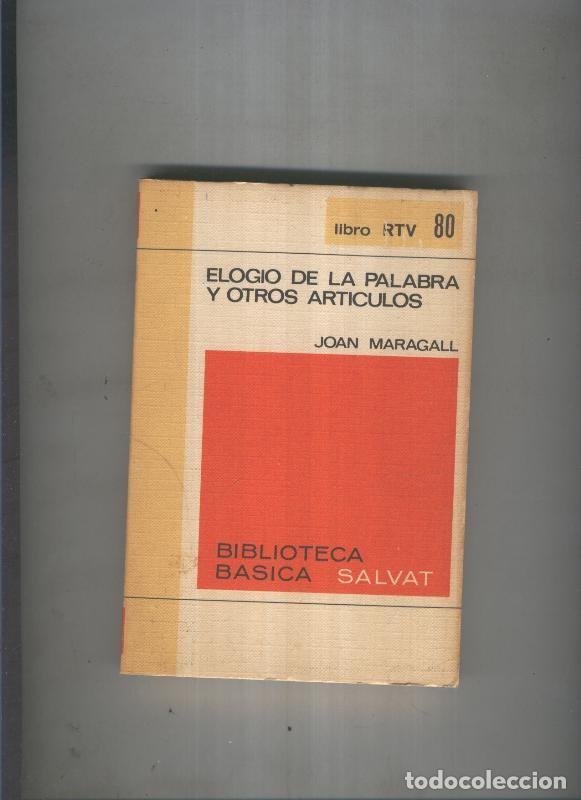 libro RTV 80
ELOGIO DE LA PALABRA
Y OTROS ARTICULOS
JOAN MARAGALL
BIBLIOTECA
BASICA SALVAT
todocoleccion.net